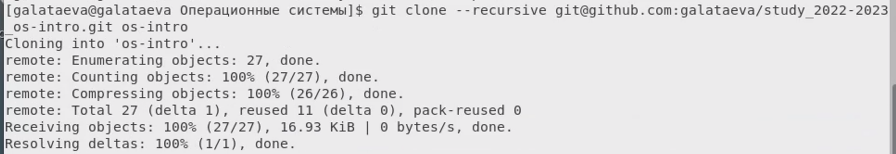 [galataeva@galataeva Операционные системы]$ git clone --recursive git@github.com:galataeva/study_2022-2023
_os-intro.git os-intro
Cloning into 'os-intro'...
remote: Enumerating objects: 27, done.
remote: Counting objects: 100% (27/27), done.
remote: Compressing objects: 100% (26/26), done.
remote: Total 27 (delta 1), reused 11 (delta 0), pack-reused 0
Receiving objects: 100% (27/27), 16.93 KiB | 0 bytes/s, done.
Resolving deltas: 100% (1/1), done.